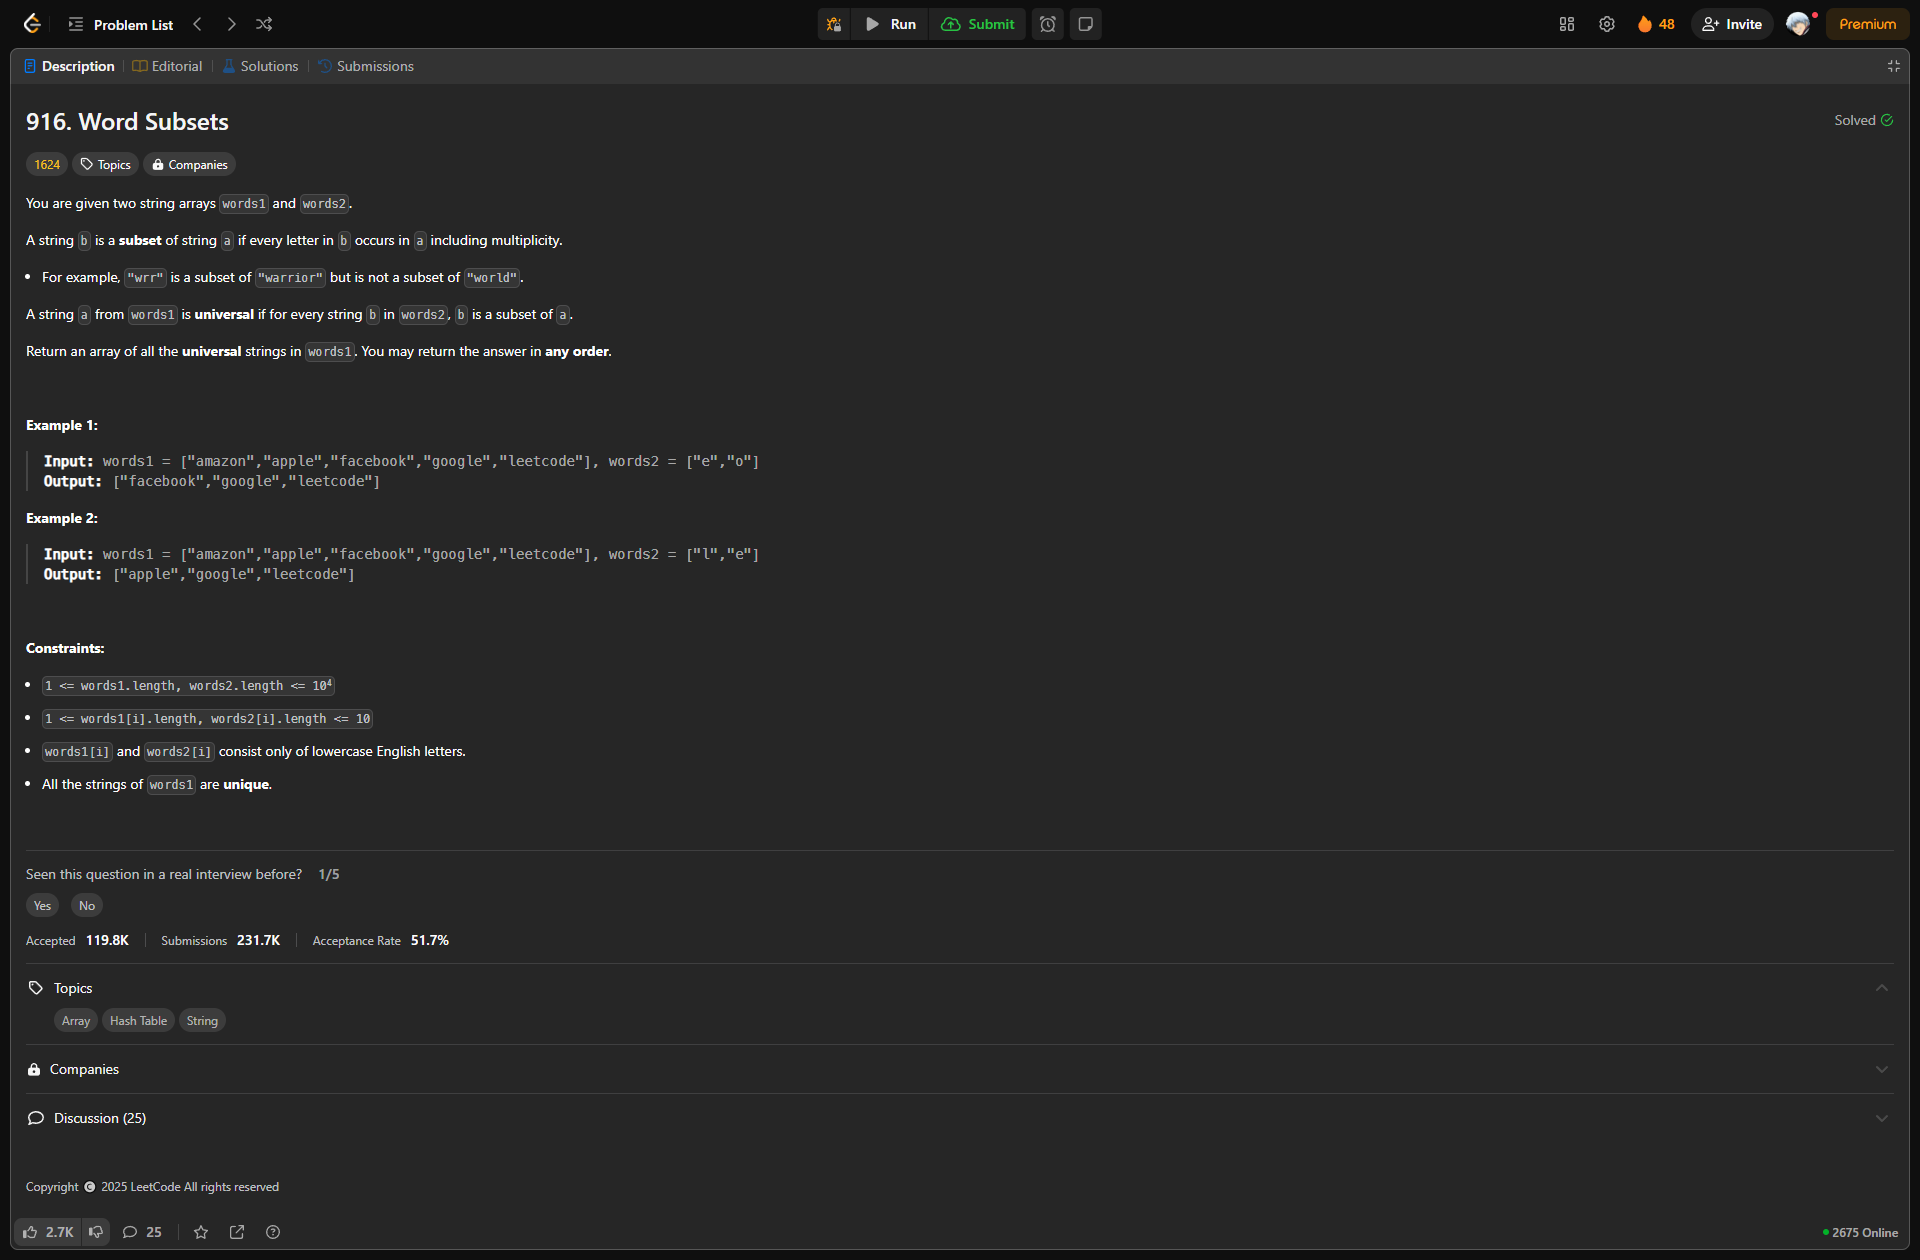 Problem List
Run
Submit
48
Invite
Premium
Description
Editorial
Solutions
Submissions
916. Word Subsets
Solved
1624
Topics
Companies
You are given two string arrays words1 and words2.
A string b is a subset of string a if every letter in b occurs in a including multiplicity.
• For example, "wrr" is a subset of "warrior" but is not a subset of "world".
A string a from words1 is universal if for every string b in words2, b is a subset of a.
Return an array of all the universal strings in words1. You may return the answer in any order.
Example 1:
Input: words1 = ["amazon","apple","facebook","google","leetcode"], words2 = ["e","o"]
Output: ["facebook","google","leetcode"]
Example 2:
Input: words1 = ["amazon","apple","facebook","google","leetcode"], words2 = ["l","e"]
Output: ["apple","google","leetcode"]
Constraints:
• 1 <= words1.length, words2.length <= 10⁴
• 1 <= words1[i].length, words2[i].length <= 10
• words1[i] and words2[i] consist only of lowercase English letters.
• All the strings of words1 are unique.
Seen this question in a real interview before? 1/5
Yes
No
Accepted 119.8K
Submissions 231.7K
Acceptance Rate 51.7%
Topics
Array
Hash Table
String
Companies
Discussion (25)
Copyright © 2025 LeetCode All rights reserved
2.7K
25
2675 Online